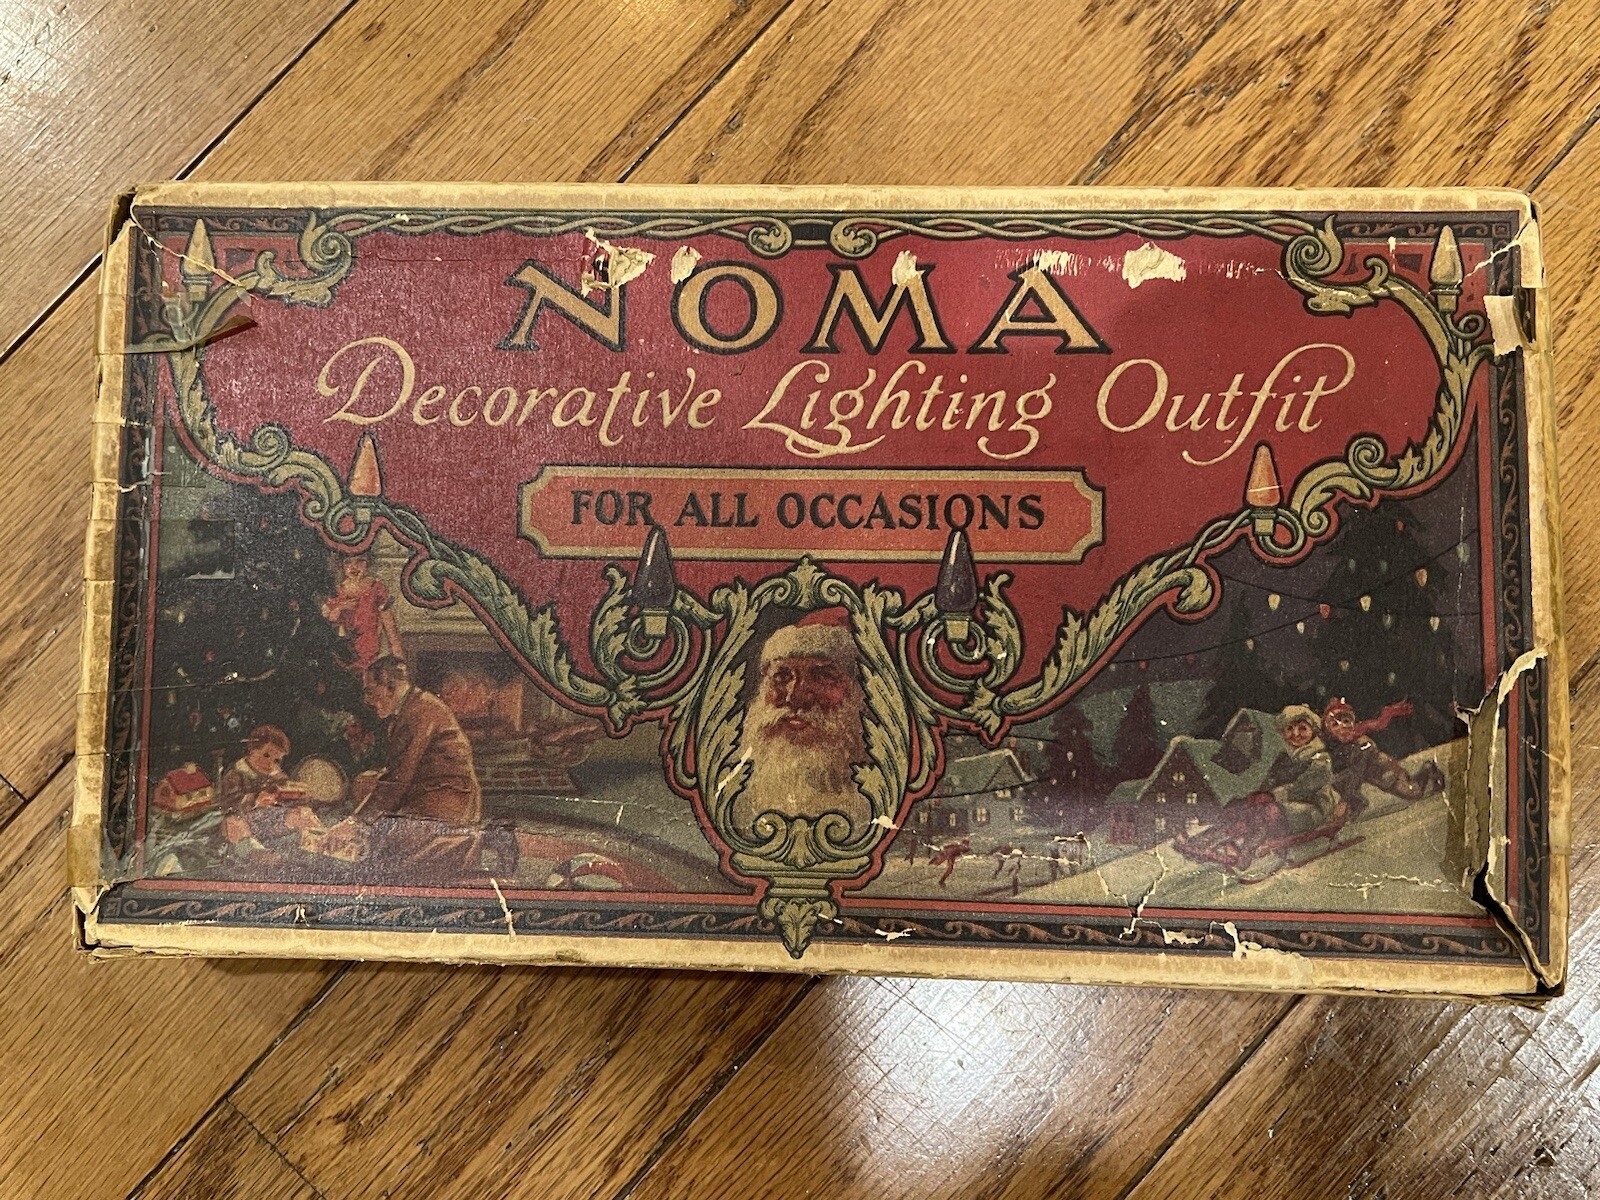 NOMA
Decorative Lighting Outfit
FOR ALL OCCASIONS